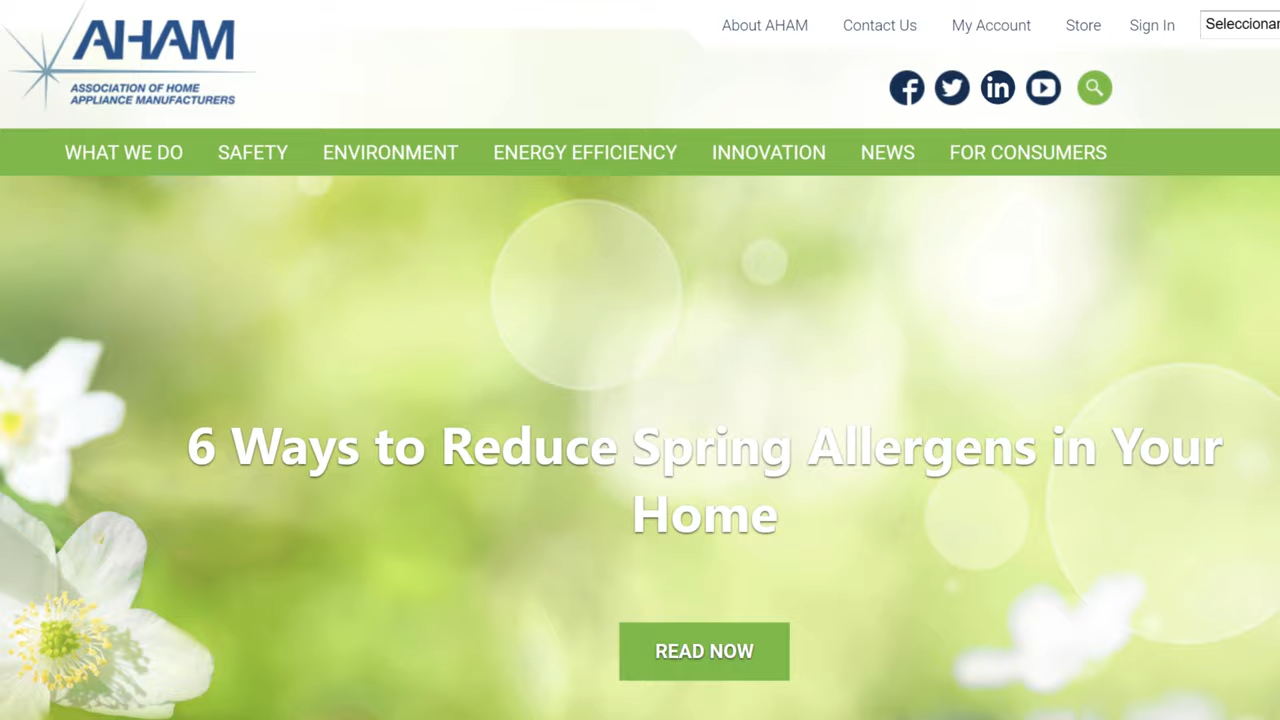 AHAM
ASSOCIATION OF HOME
APPLIANCE MANUFACTURERS
About AHAM
Contact Us
My Account
Store
Sign In
Seleccionar
WHAT WE DO
SAFETY
ENVIRONMENT
ENERGY EFFICIENCY
INNOVATION
NEWS
FOR CONSUMERS
6 Ways to Reduce Spring Allergens in Your
Home
READ NOW